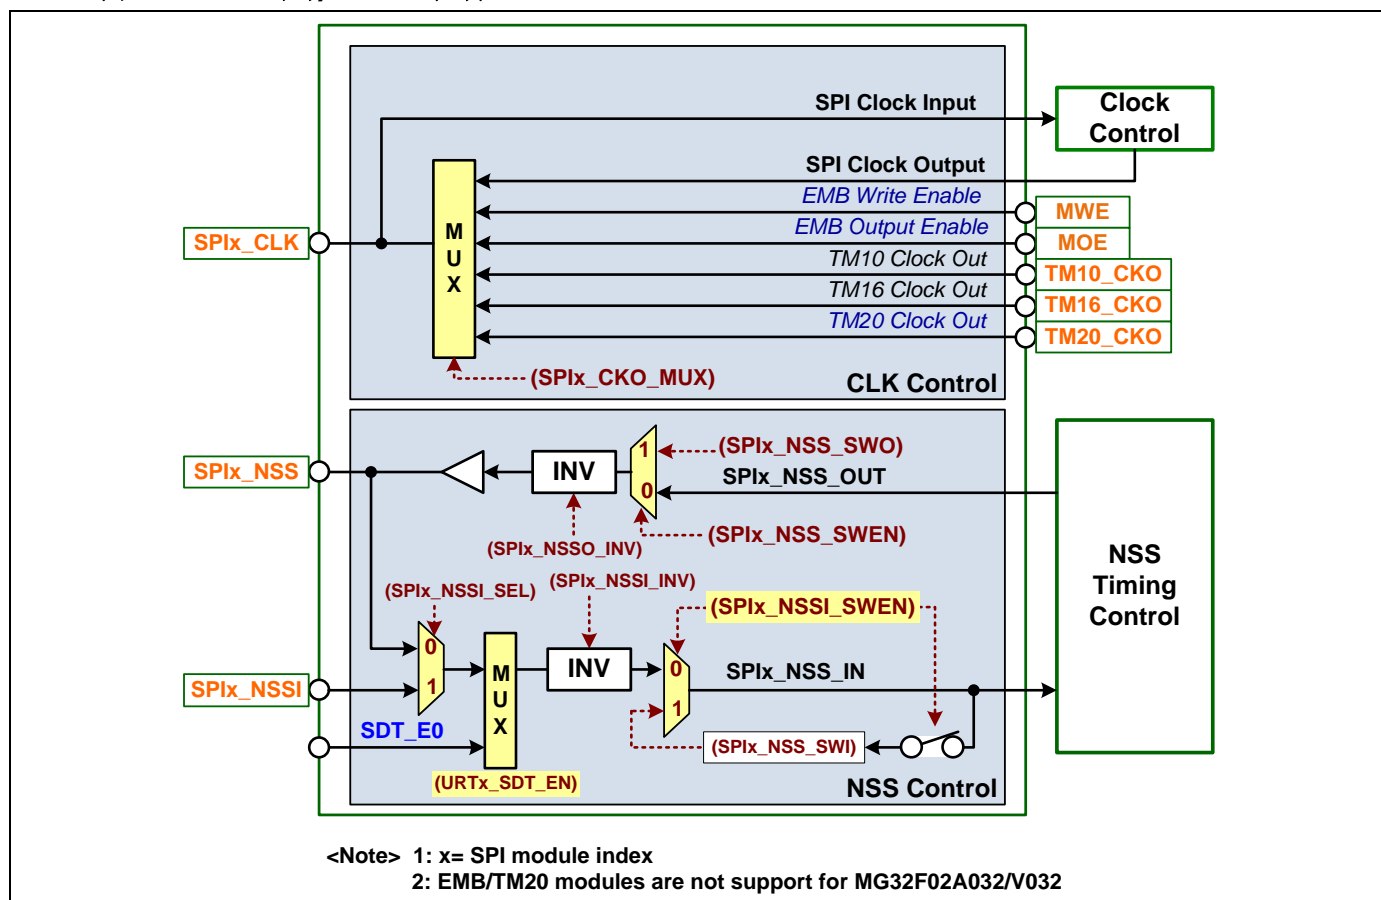 SPI Clock Input
Clock
Control
SPI Clock Output
EMB Write Enable
MWE
EMB Output Enable
SPIx_CLK
MUX
MOE
TM10 Clock Out
TM10_CKO
TM16 Clock Out
TM16_CKO
TM20 Clock Out
TM20_CKO
(SPIx_CKO_MUX)
CLK Control
SPIx_NSS
INV
1
0
(SPIx_NSS_SWO)
SPIx_NSS_OUT
(SPIx_NSS_SWEN)
(SPIx_NSSO_INV)
NSS
Timing
Control
(SPIx_NSSI_SEL)
(SPIx_NSSI_INV)
(SPIx_NSSI_SWEN)
0
1
MUX
INV
0
1
SPIx_NSS_IN
SPIx_NSSI
SDT_E0
(SPIx_NSS_SWI)
(URTx_SDT_EN)
NSS Control
<Note> 1: x= SPI module index
2: EMB/TM20 modules are not support for MG32F02A032/V032